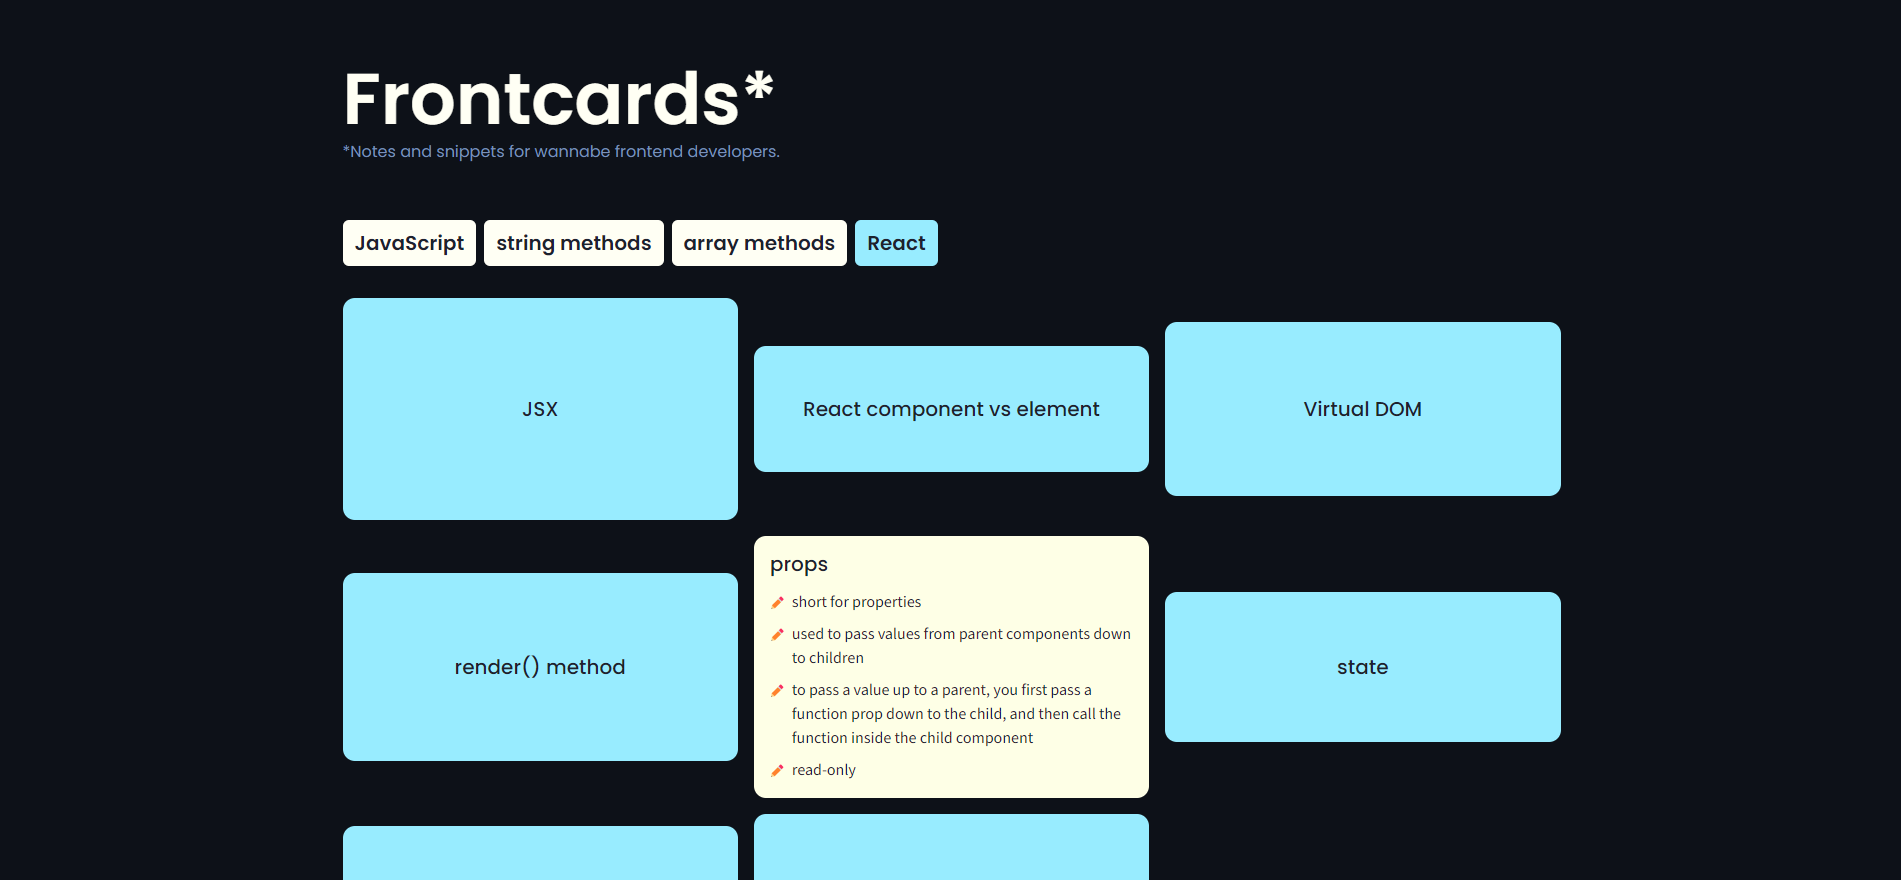 Frontcards*
*Notes and snippets for wannabe frontend developers.
JavaScript
string methods
array methods
React
JSX
React component vs element
Virtual DOM
render() method
props
short for properties
used to pass values from parent components down
to children
to pass a value up to a parent, you first pass a
function prop down to the child, and then call the
function inside the child component
read-only
state